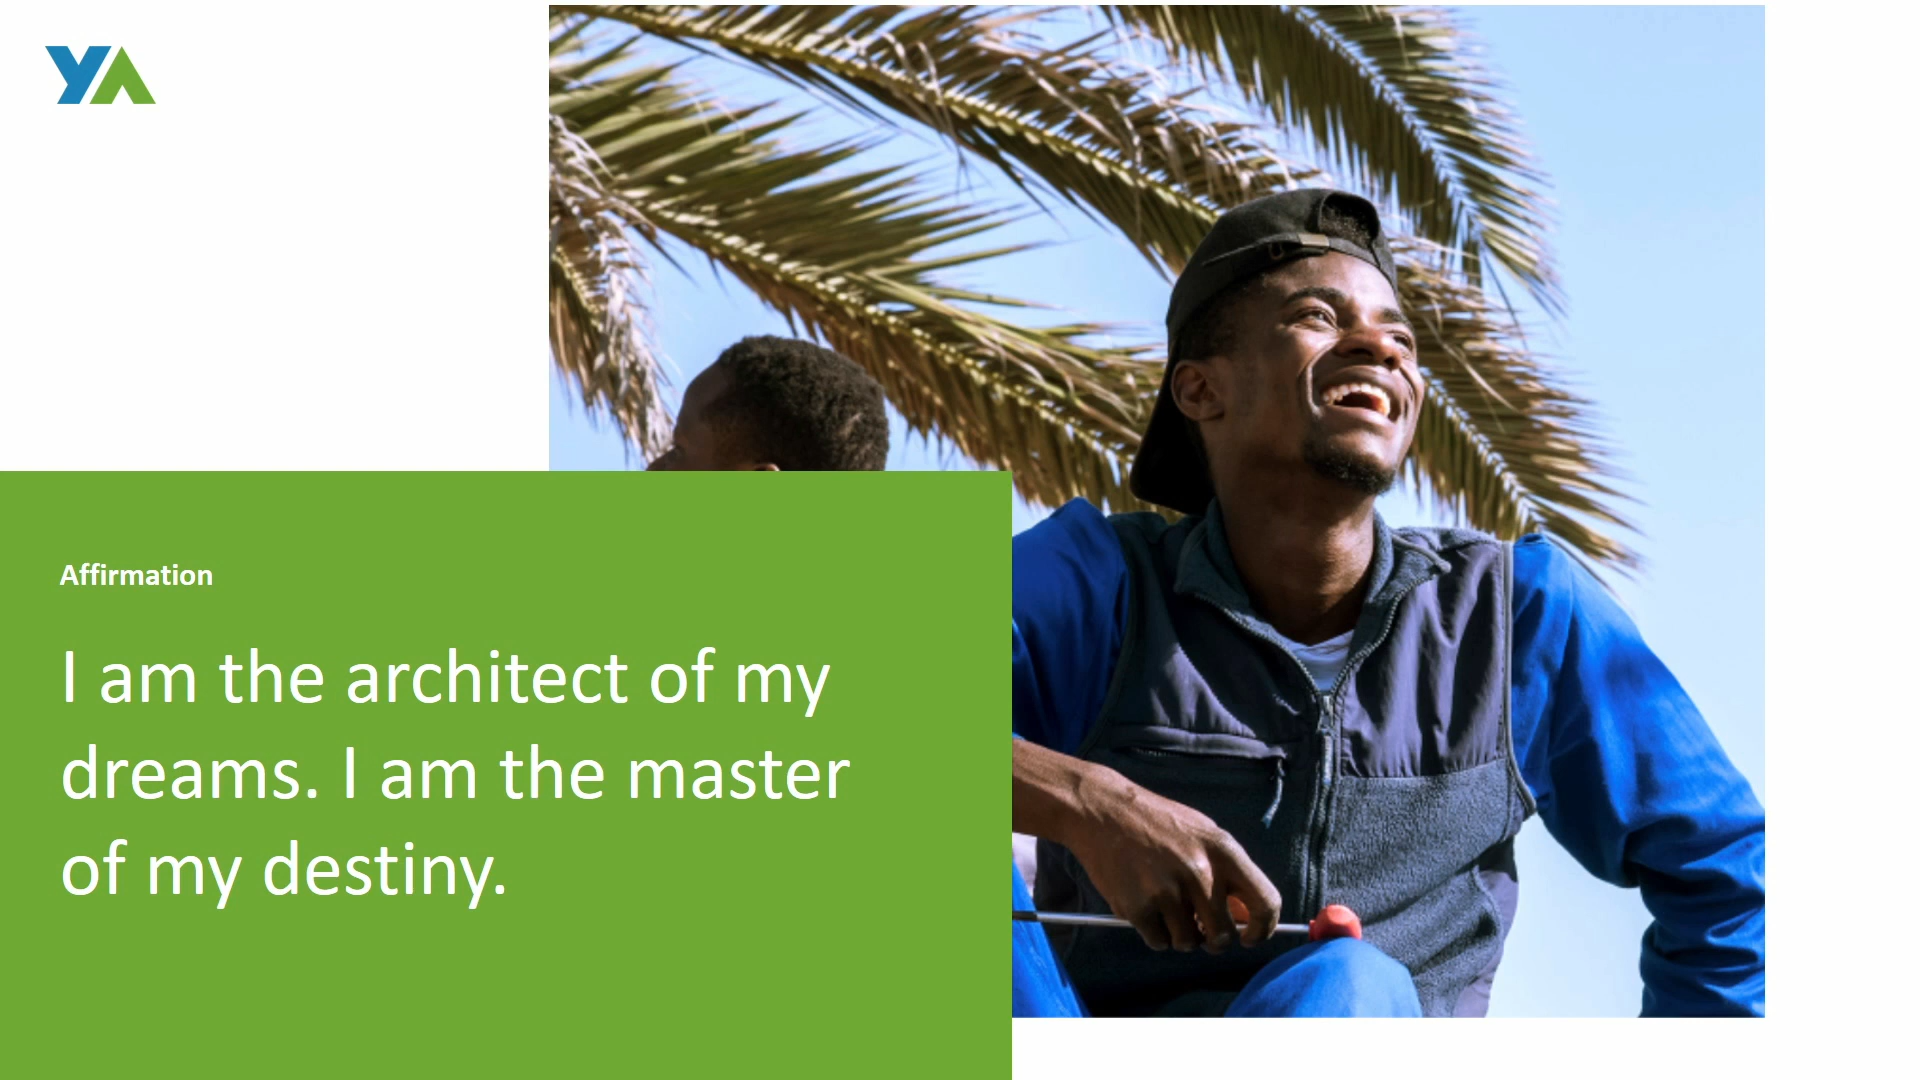 YA
Affirmation
I am the architect of my
dreams. I am the master
of my destiny.